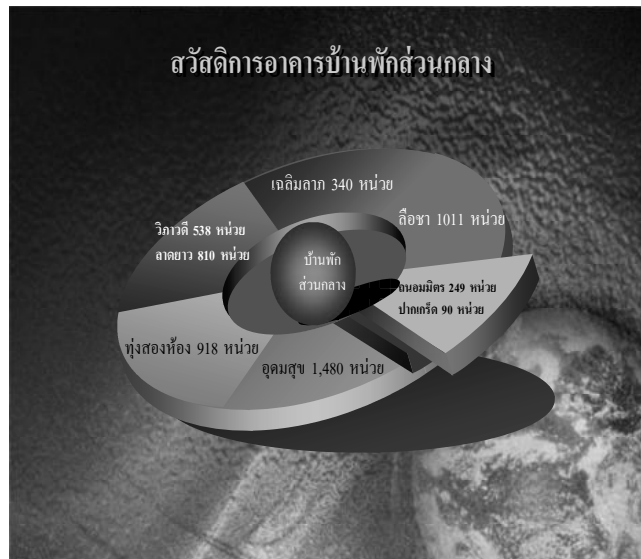 สวัสดิการอาคารบ้านพักส่วนกลาง
เฉลิมลาภ 340 หน่วย
ลือชา 1011 หน่วย
วิภาวดี 538 หน่วย
ลาดยาว 810 หน่วย
บ้านพัก
ส่วนกลาง
ถนอมมิตร 249 หน่วย
ปากเกร็ด 90 หน่วย
ทุ่งสองห้อง 918 หน่วย
อุดมสุข 1,480 หน่วย